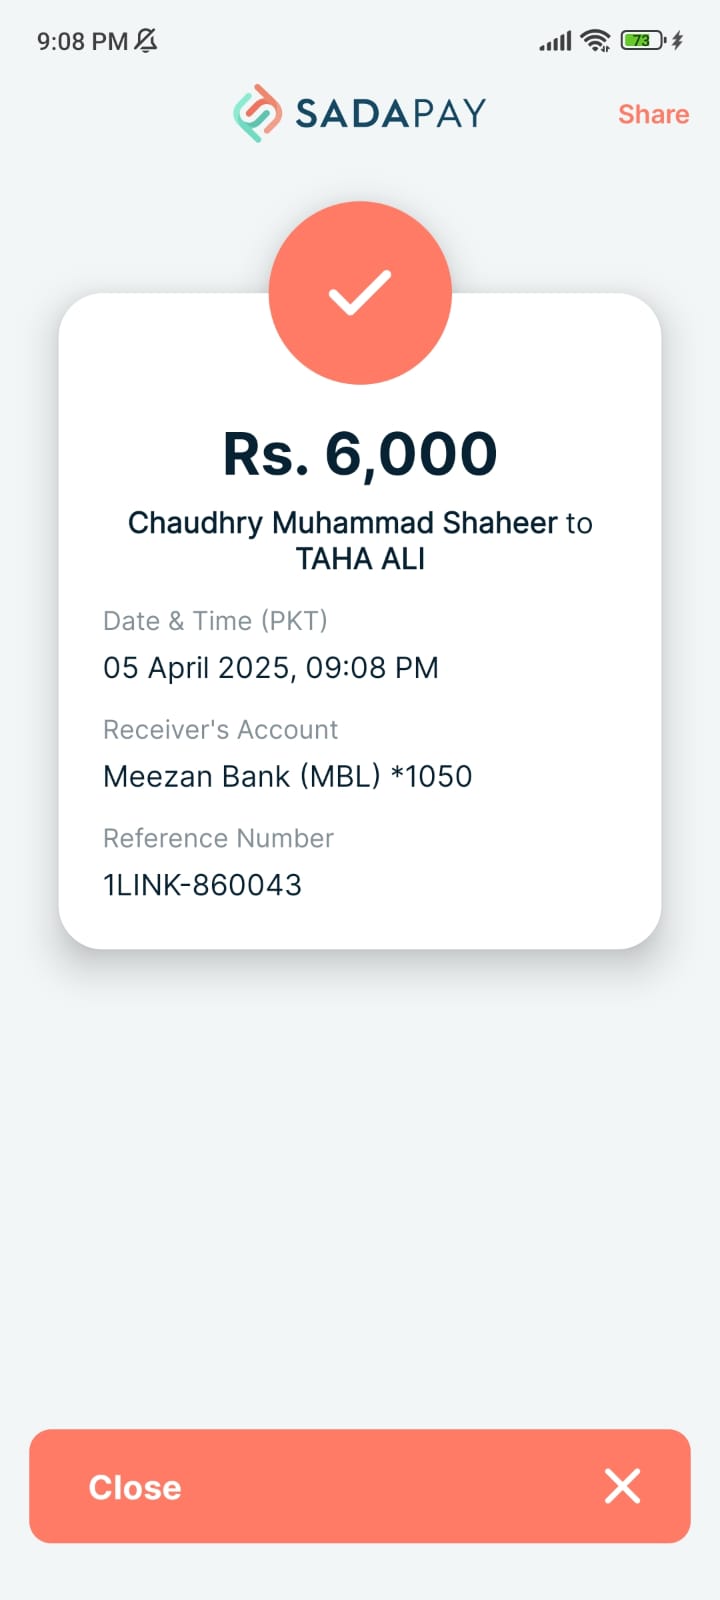 9:08 PM
73
SADAPAY
Share
Rs. 6,000
Chaudhry Muhammad Shaheer to
TAHA ALI
Date & Time (PKT)
05 April 2025, 09:08 PM
Receiver's Account
Meezan Bank (MBL) *1050
Reference Number
1LINK-860043
Close